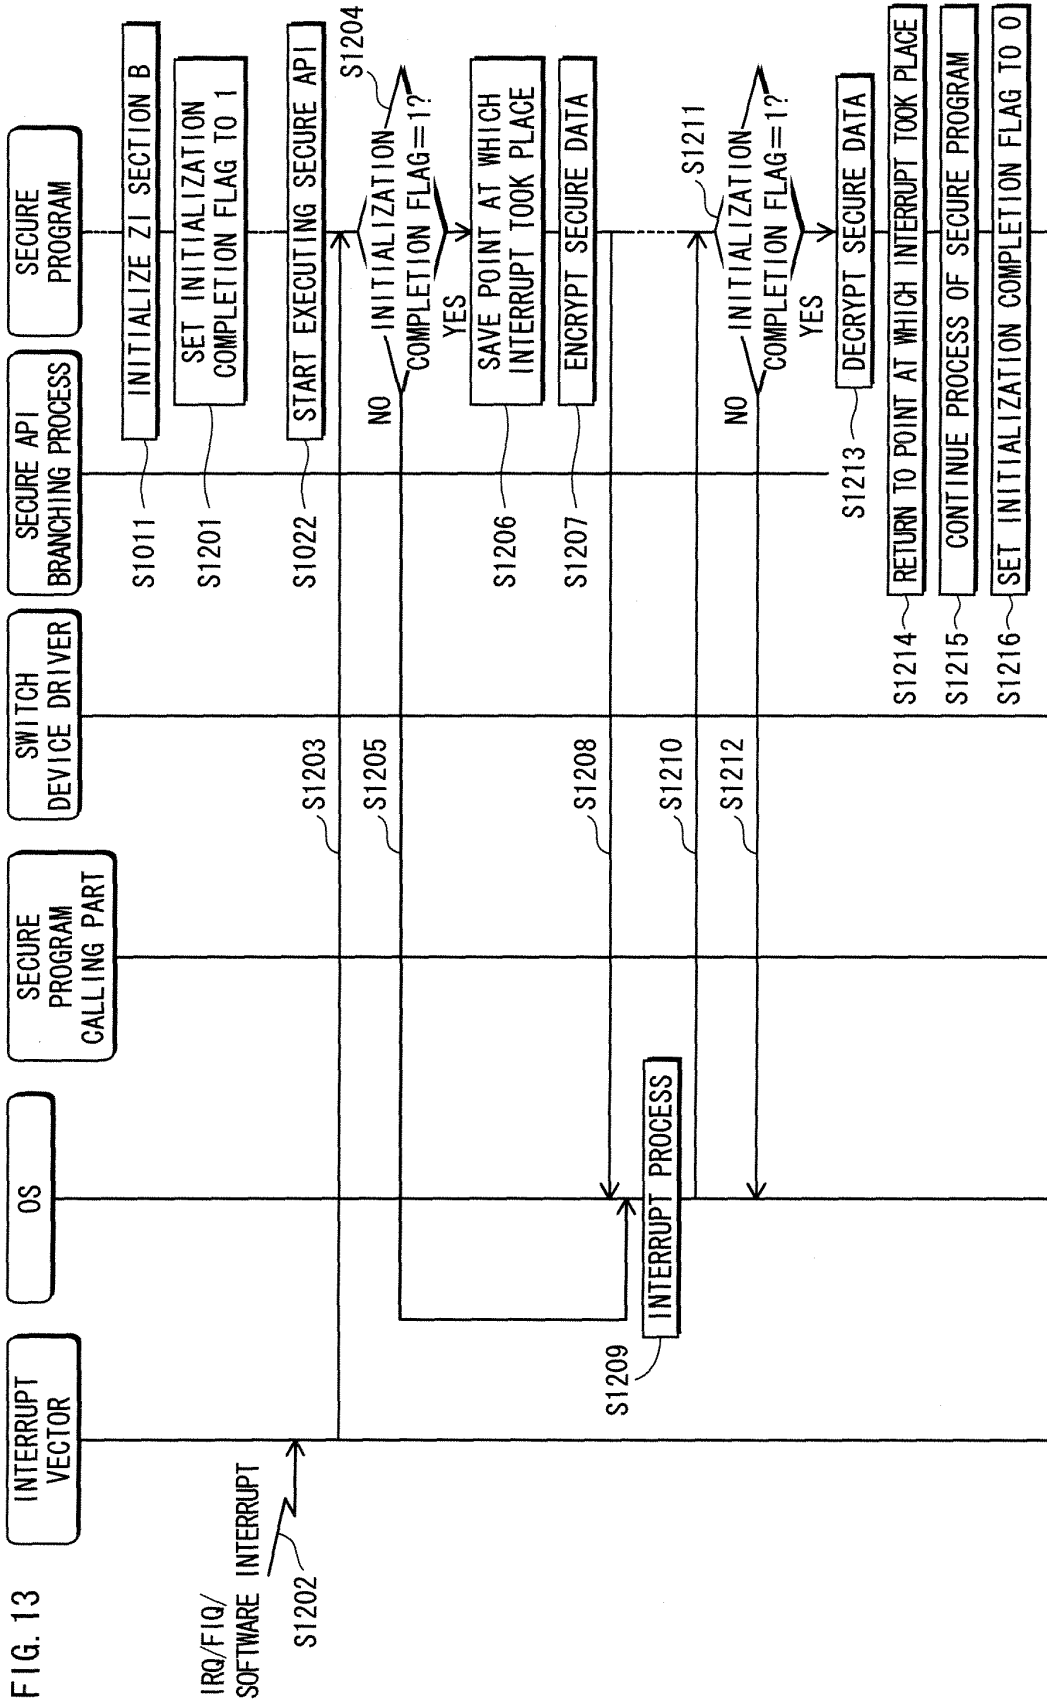 FIG. 13
INTERRUPT
VECTOR
OS
SECURE
PROGRAM
CALLING PART
SWITCH
DEVICE DRIVER
SECURE API
BRANCHING PROCESS
SECURE
PROGRAM
S1011
INITIALIZE ZI SECTION B
S1201
SET INITIALIZATION
COMPLETION FLAG TO 1
IRQ/FIQ/
SOFTWARE INTERRUPT
S1202
S1022
START EXECUTING SECURE API
S1203
S1204
S1205
NO
INITIALIZATION
COMPLETION FLAG=1?
YES
S1206
SAVE POINT AT WHICH
INTERRUPT TOOK PLACE
S1207
ENCRYPT SECURE DATA
S1208
S1209
INTERRUPT PROCESS
S1210
S1211
S1212
NO
INITIALIZATION
COMPLETION FLAG=1?
YES
S1213
DECRYPT SECURE DATA
S1214
RETURN TO POINT AT WHICH INTERRUPT TOOK PLACE
S1215
CONTINUE PROCESS OF SECURE PROGRAM
S1216
SET INITIALIZATION COMPLETION FLAG TO 0